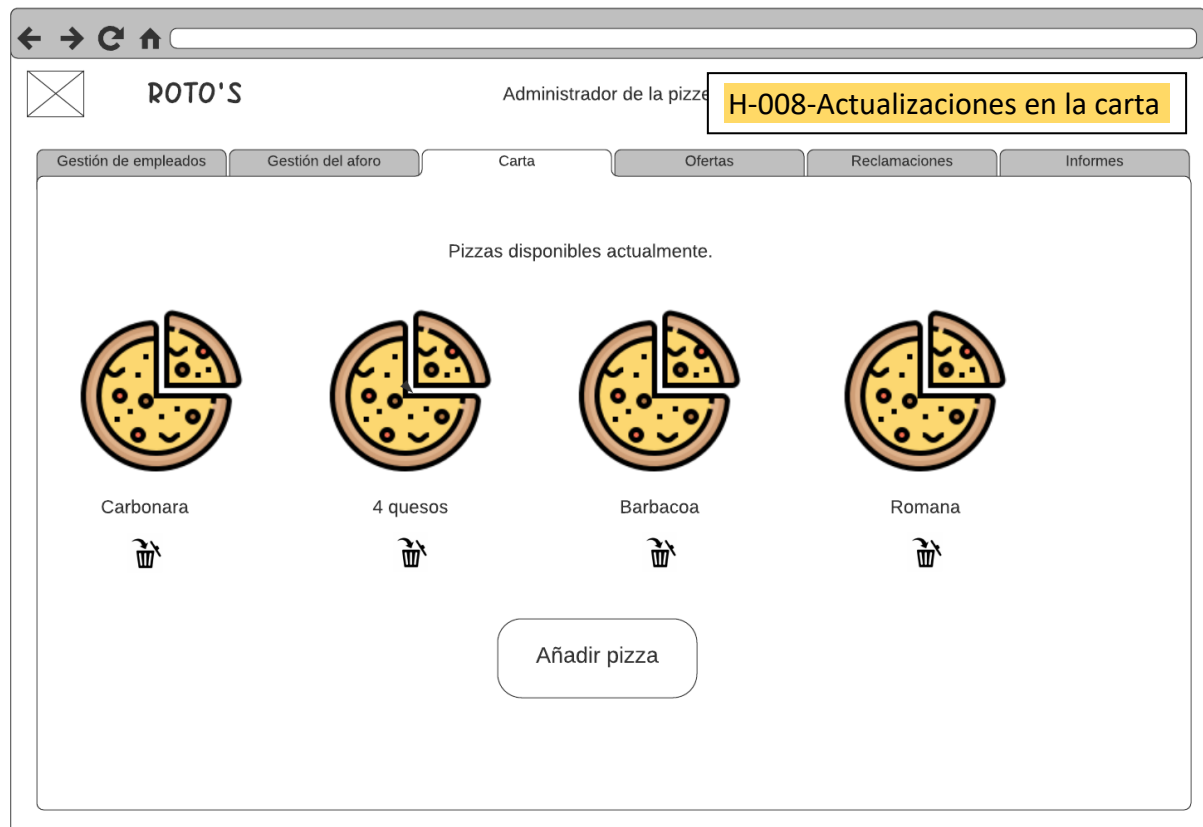 ROTO'S
Administrador de la pizze
H-008-Actualizaciones en la carta
Gestión de empleados
Gestión del aforo
Carta
Ofertas
Reclamaciones
Informes
Pizzas disponibles actualmente.
Carbonara
4 quesos
Barbacoa
Romana
Añadir pizza